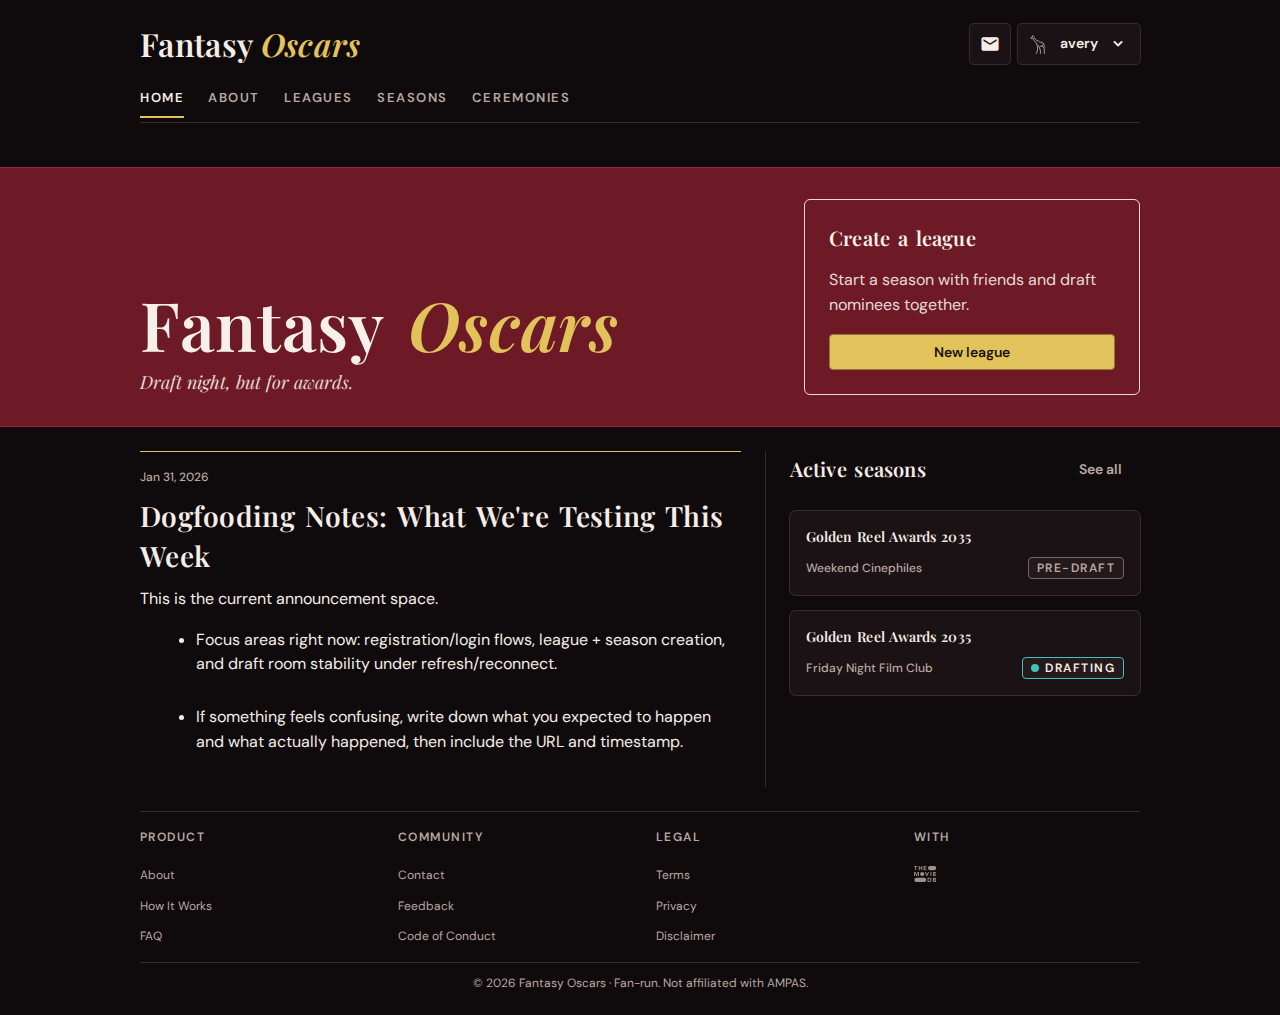 Fantasy Oscars
avery
HOME ABOUT LEAGUES SEASONS CEREMONIES
Fantasy Oscars
Draft night, but for awards.
Create a league
Start a season with friends and draft
nominees together.
New league
Jan 31, 2026
Dogfooding Notes: What We're Testing This
Week
This is the current announcement space.
• Focus areas right now: registration/login flows, league + season creation,
and draft room stability under refresh/reconnect.
• If something feels confusing, write down what you expected to happen
and what actually happened, then include the URL and timestamp.
Active seasons
See all
Golden Reel Awards 2035
Weekend Cinephiles
PRE-DRAFT
Golden Reel Awards 2035
Friday Night Film Club
DRAFTING
PRODUCT
About
How It Works
FAQ
COMMUNITY
Contact
Feedback
Code of Conduct
LEGAL
Terms
Privacy
Disclaimer
WITH
THE
MOVIE
DB
© 2026 Fantasy Oscars · Fan-run. Not affiliated with AMPAS.